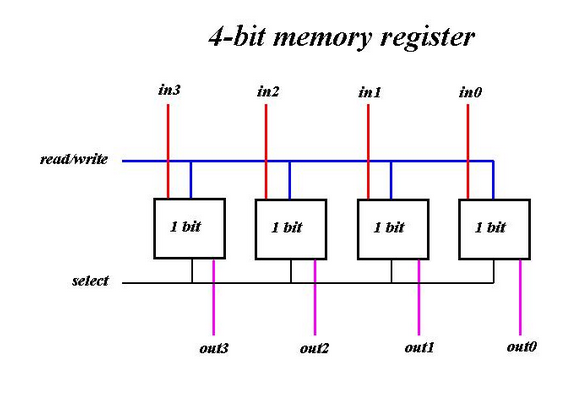 4-bit memory register
in3 in2 in1 in0
read/write
1 bit 1 bit 1 bit 1 bit
select
out3 out2 out1 out0